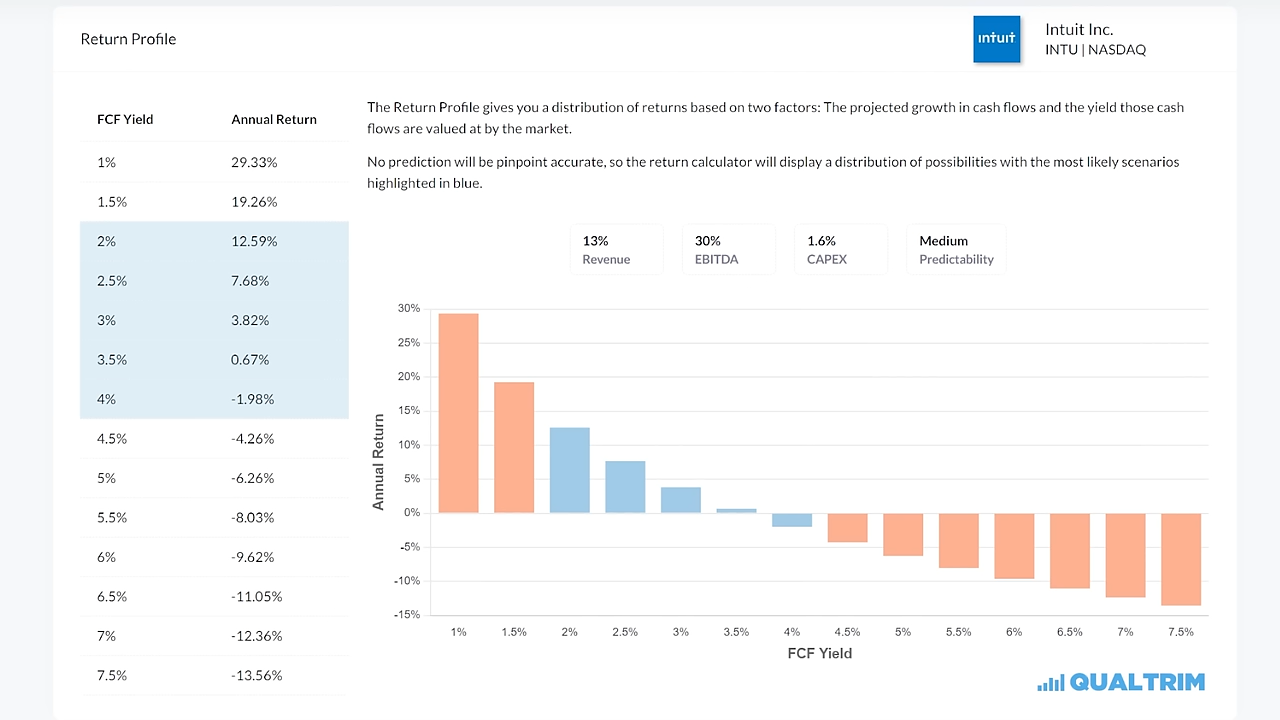 Return Profile
intuit
Intuit Inc.
INTU | NASDAQ
FCF Yield Annual Return
1% 29.33%
1.5% 19.26%
2% 12.59%
2.5% 7.68%
3% 3.82%
3.5% 0.67%
4% -1.98%
4.5% -4.26%
5% -6.26%
5.5% -8.03%
6% -9.62%
6.5% -11.05%
7% -12.36%
7.5% -13.56%
The Return Profile gives you a distribution of returns based on two factors: The projected growth in cash flows and the yield those cash
flows are valued at by the market.
No prediction will be pinpoint accurate, so the return calculator will display a distribution of possibilities with the most likely scenarios
highlighted in blue.
13% 30% 1.6% Medium
Revenue EBITDA CAPEX Predictability
30%
25%
20%
15%
10%
5%
0%
-5%
-10%
-15%
Annual Return
1% 1.5% 2% 2.5% 3% 3.5% 4% 4.5% 5% 5.5% 6% 6.5% 7% 7.5%
FCF Yield
QUALTRIM